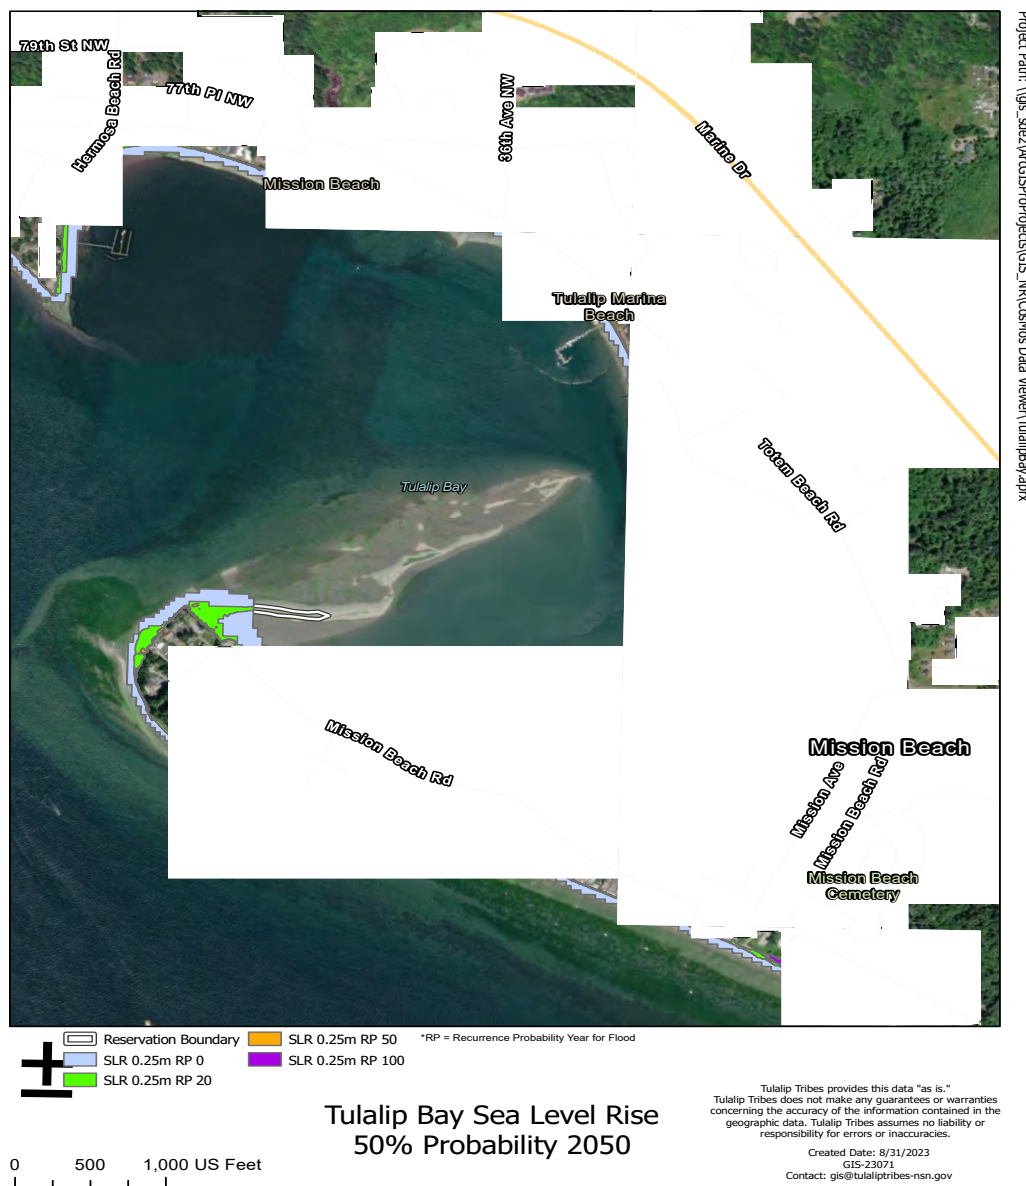 79th St NW
Hermosa Beach Rd
77th Pl NW
36th Ave NW
Marine Dr
Mission Beach
Tulalip Marina
Beach
Totem Beach Rd
Tulalip Bay
Mission Beach Rd
Mission Beach
Mission Ave
Mission Beach Rd
Mission Beach
Cemetery
Reservation Boundary
SLR 0.25m RP 0
SLR 0.25m RP 20
SLR 0.25m RP 50
SLR 0.25m RP 100
*RP = Recurrence Probability Year for Flood
Tulalip Bay Sea Level Rise
50% Probability 2050
0 500 1,000 US Feet
Tulalip Tribes provides this data "as is."
Tulalip Tribes does not make any guarantees or warranties
concerning the accuracy of the information contained in the
geographic data. Tulalip Tribes assumes no liability or
responsibility for errors or inaccuracies.
Created Date: 8/31/2023
GIS-23071
Contact: gis@tulaliptribes-nsn.gov